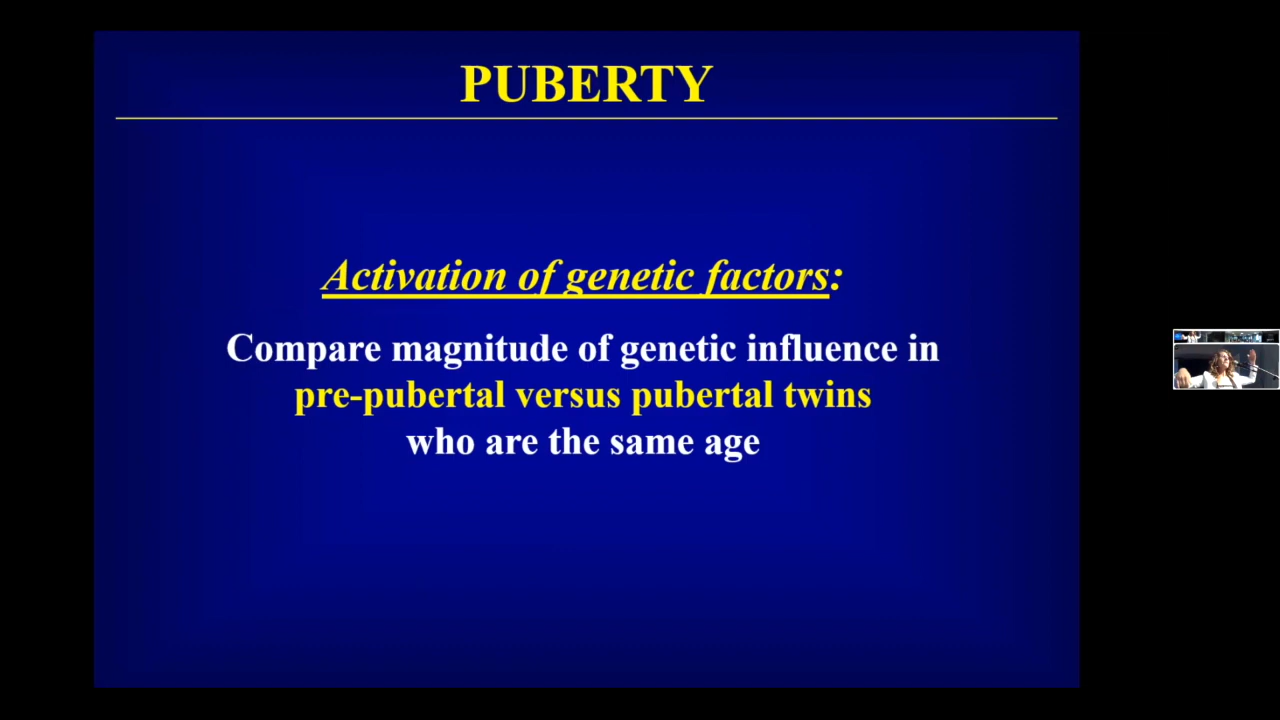 PUBERTY
Activation of genetic factors:
Compare magnitude of genetic influence in
pre-pubertal versus pubertal twins
who are the same age